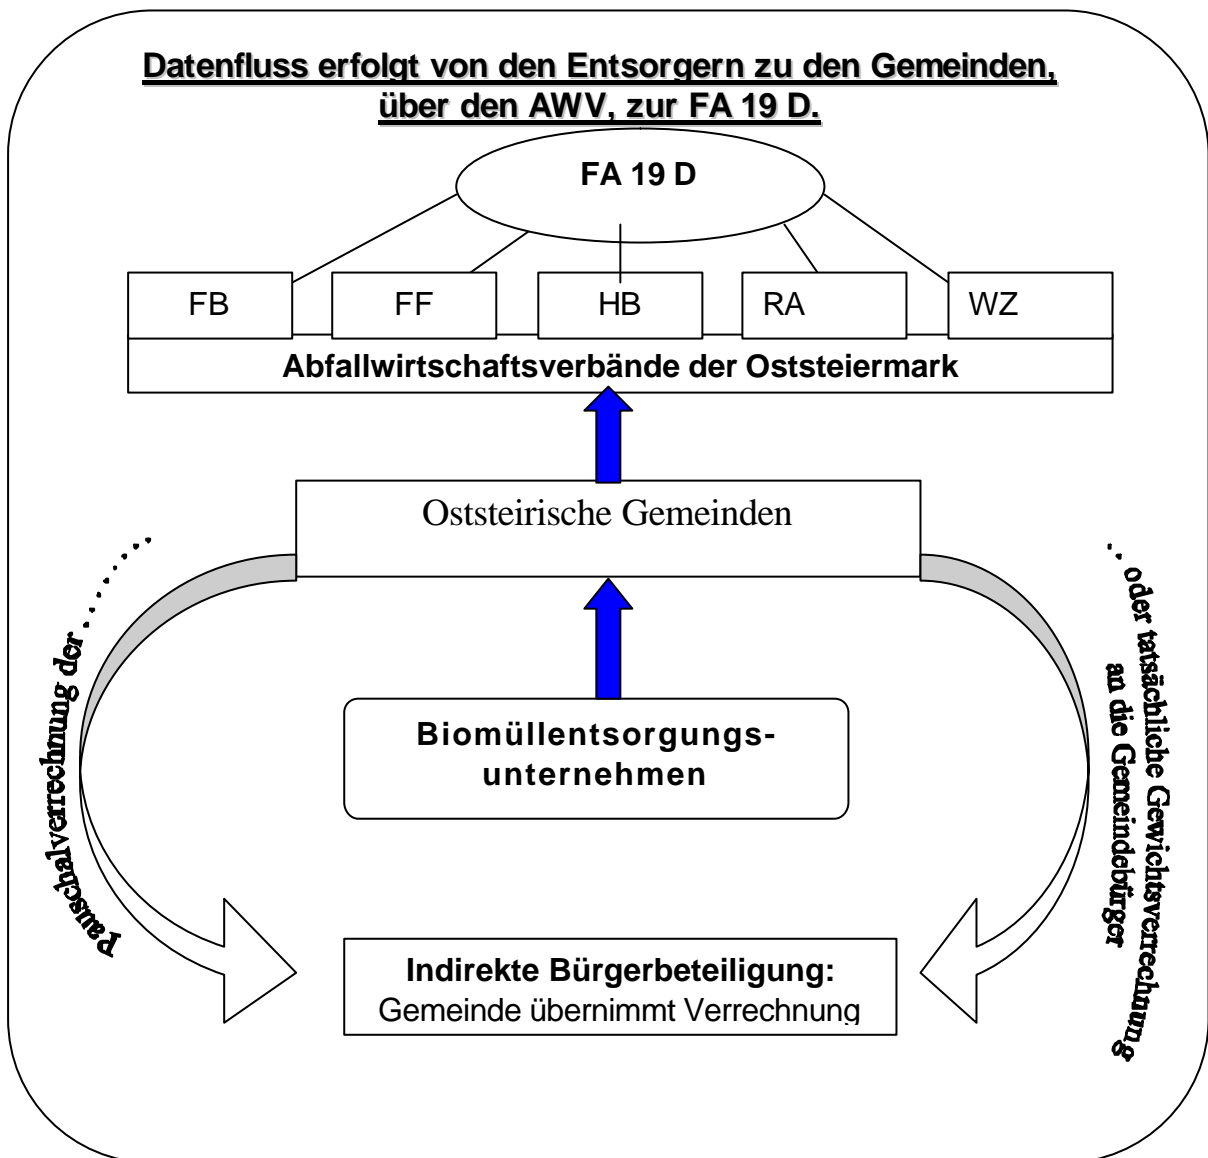 Datenfluss erfolgt von den Entsorgern zu den Gemeinden,
über den AWV, zur FA 19 D.
FA 19 D
FB FF HB RA WZ
Abfallwirtschaftsverbände der Oststeiermark
Oststeirische Gemeinden
Pauschalverrechnung der ........
.. oder tatsächliche Gewichtsverrechnung
an die Gemeindebürger
Biomüllentsorgungs-
unternehmen
Indirekte Bürgerbeteiligung:
Gemeinde übernimmt Verrechnung